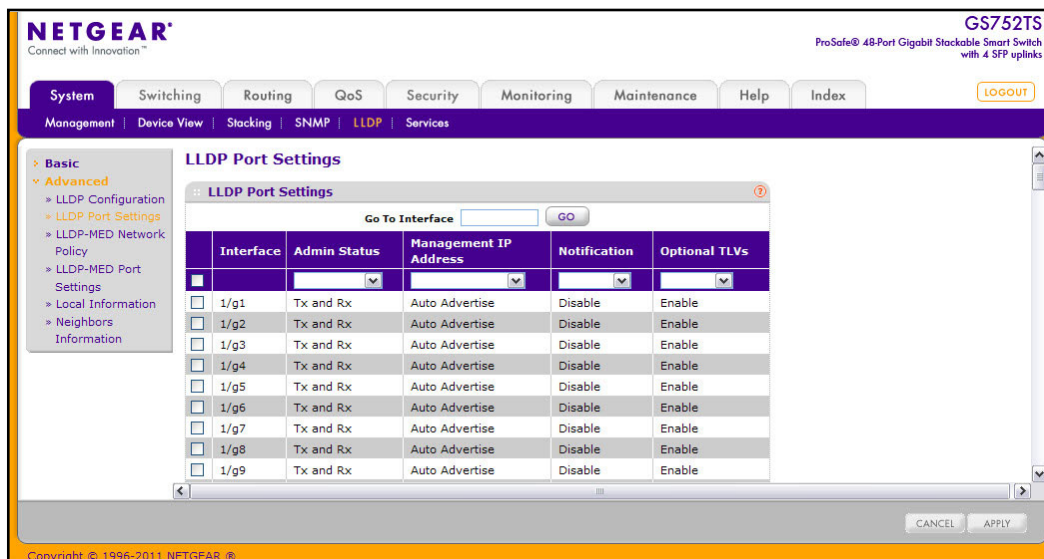 NETGEAR®
Connect with Innovation™
GS752TS
ProSafe® 48-Port Gigabit Stackable Smart Switch
with 4 SFP uplinks
System Switching Routing QoS Security Monitoring Maintenance Help Index LOGOUT
Management | Device View | Stacking | SNMP | LLDP | Services
Basic
Advanced
» LLDP Configuration
» LLDP Port Settings
» LLDP-MED Network
Policy
» LLDP-MED Port
Settings
» Local Information
» Neighbors
Information
LLDP Port Settings
LLDP Port Settings ?
Go To Interface GO
Interface Admin Status Management IP Address Notification Optional TLVs
1/g1 Tx and Rx Auto Advertise Disable Enable
1/g2 Tx and Rx Auto Advertise Disable Enable
1/g3 Tx and Rx Auto Advertise Disable Enable
1/g4 Tx and Rx Auto Advertise Disable Enable
1/g5 Tx and Rx Auto Advertise Disable Enable
1/g6 Tx and Rx Auto Advertise Disable Enable
1/g7 Tx and Rx Auto Advertise Disable Enable
1/g8 Tx and Rx Auto Advertise Disable Enable
1/g9 Tx and Rx Auto Advertise Disable Enable
CANCEL APPLY
Copyright © 1996-2011 NETGEAR ®